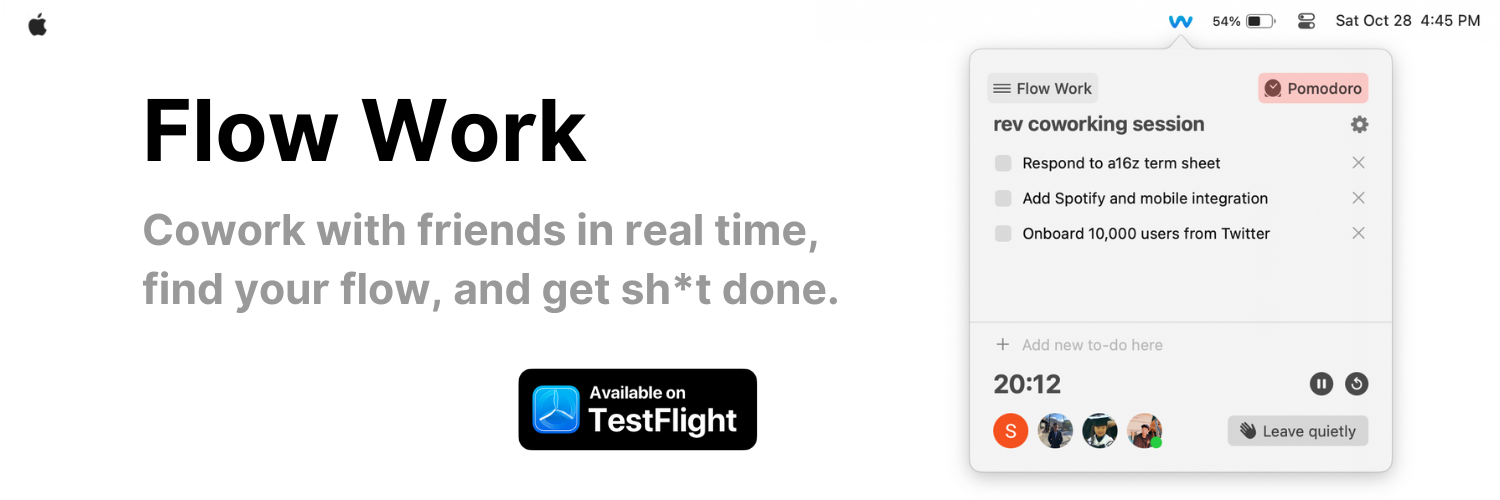 54%
Sat Oct 28 4:45 PM
Flow Work
Cowork with friends in real time,
find your flow, and get sh*t done.
Available on
TestFlight
Flow Work
Pomodoro
rev coworking session
Respond to a16z term sheet
Add Spotify and mobile integration
Onboard 10,000 users from Twitter
Add new to-do here
20:12
S
Leave quietly